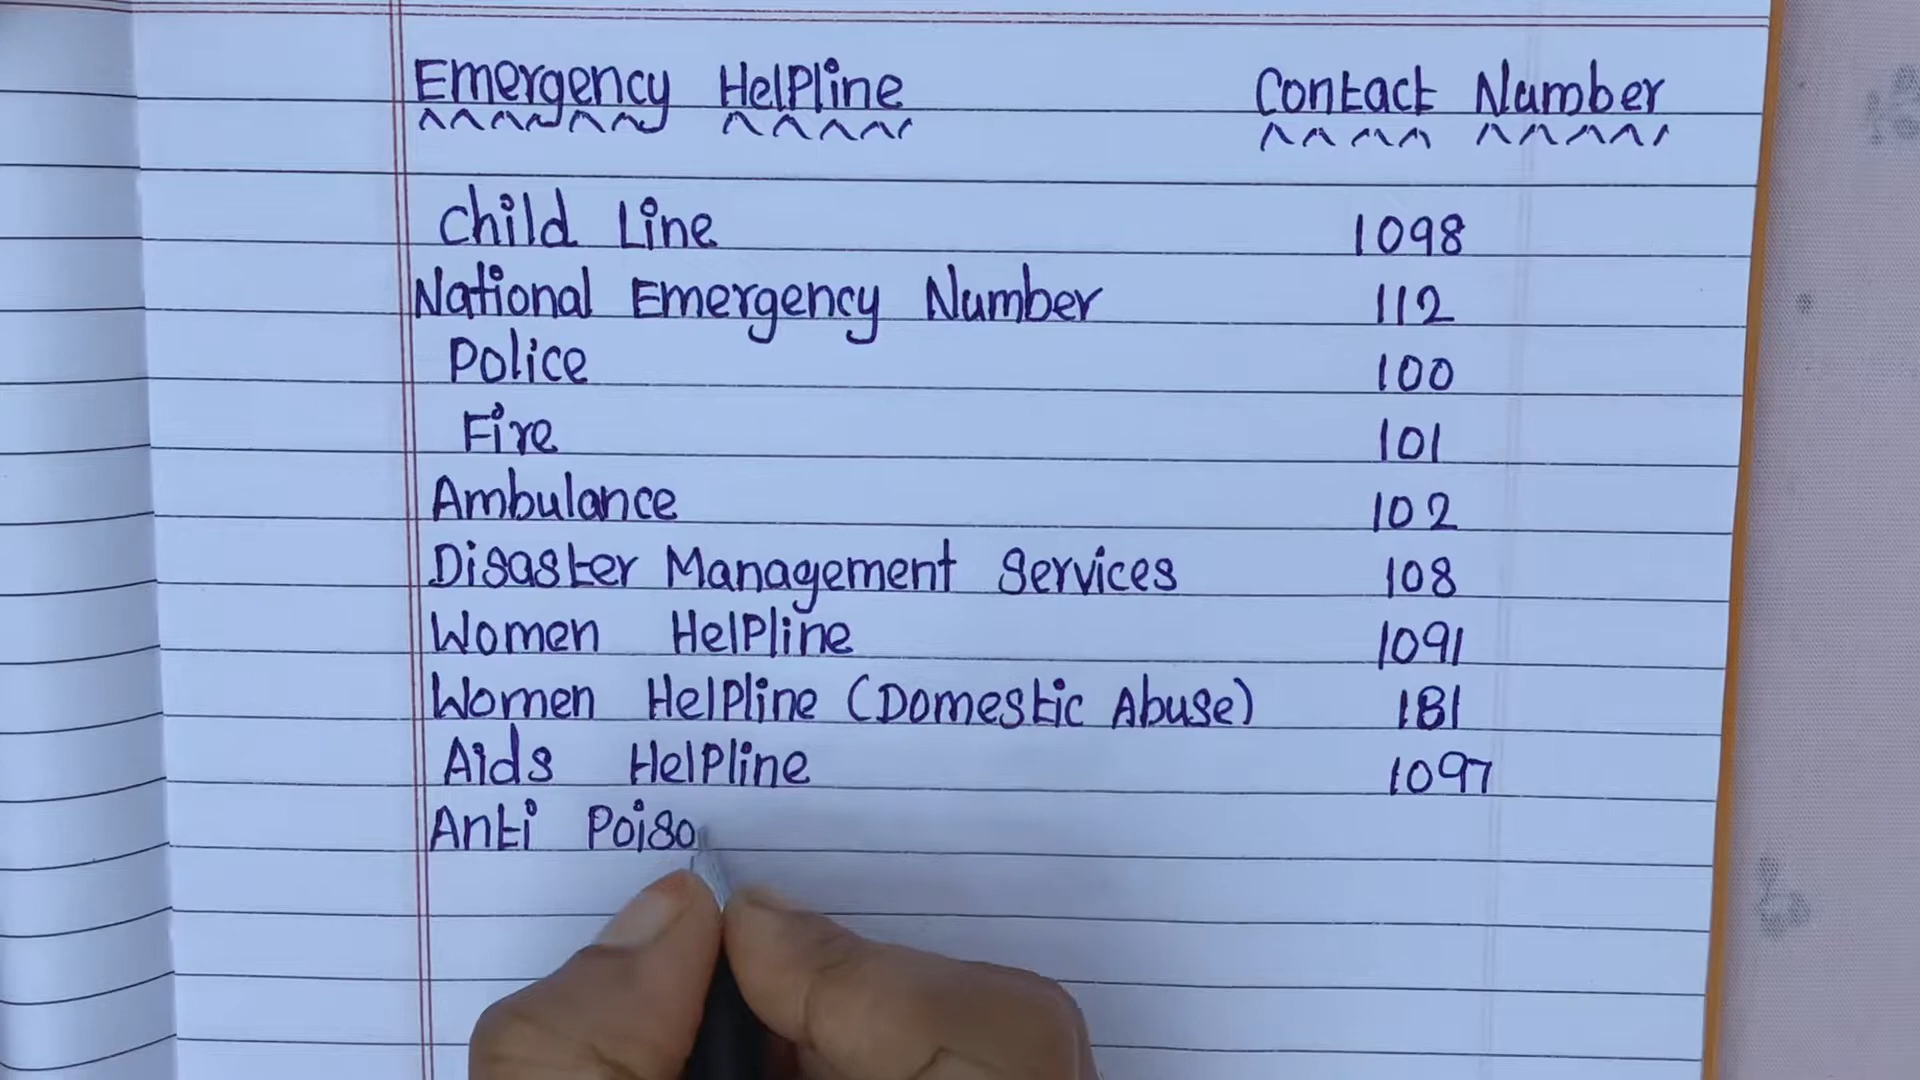 Emergency Helpline Contact Number
Child Line 1098
National Emergency Number 112
Police 100
Fire 101
Ambulance 102
Disaster Management Services 108
Women Helpline 1091
Women Helpline (Domestic Abuse) 181
Aids Helpline 1097
Anti Poiso